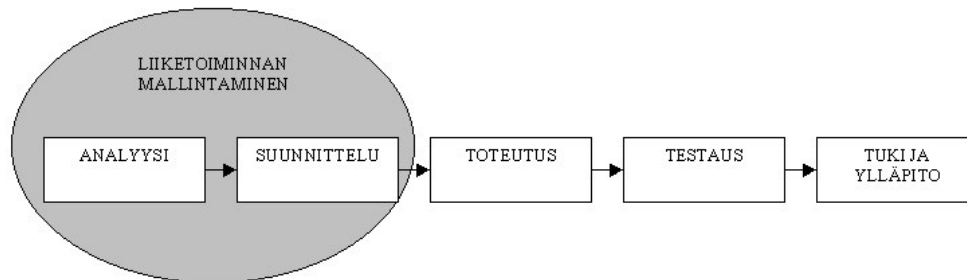 LIIKETOIMINNAN
MALLINTAMINEN
ANALYYSI
SUUNNITTELU
TOTEUTUS
TESTAUS
TUKI JA
YLLÄPITO